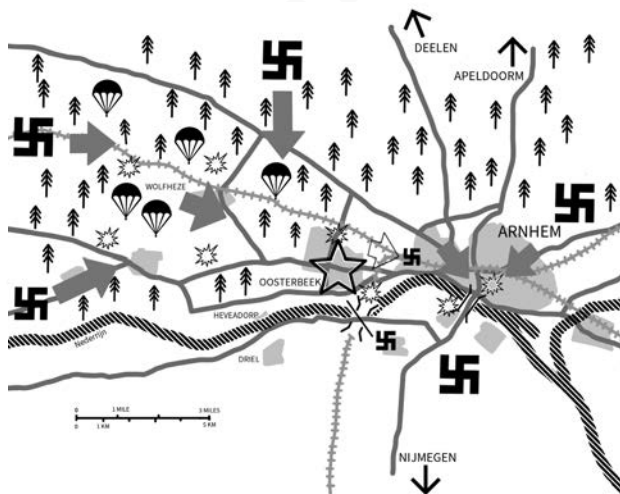 DEELEN
APELDOORM
WOLFHEZE
ARNHEM
OOSTERBEEK
HEVEADORP
Nederrijn
DRIEL
0 1 MILE 3 MILES
0 1 KM 5 KM
NIJMEGEN